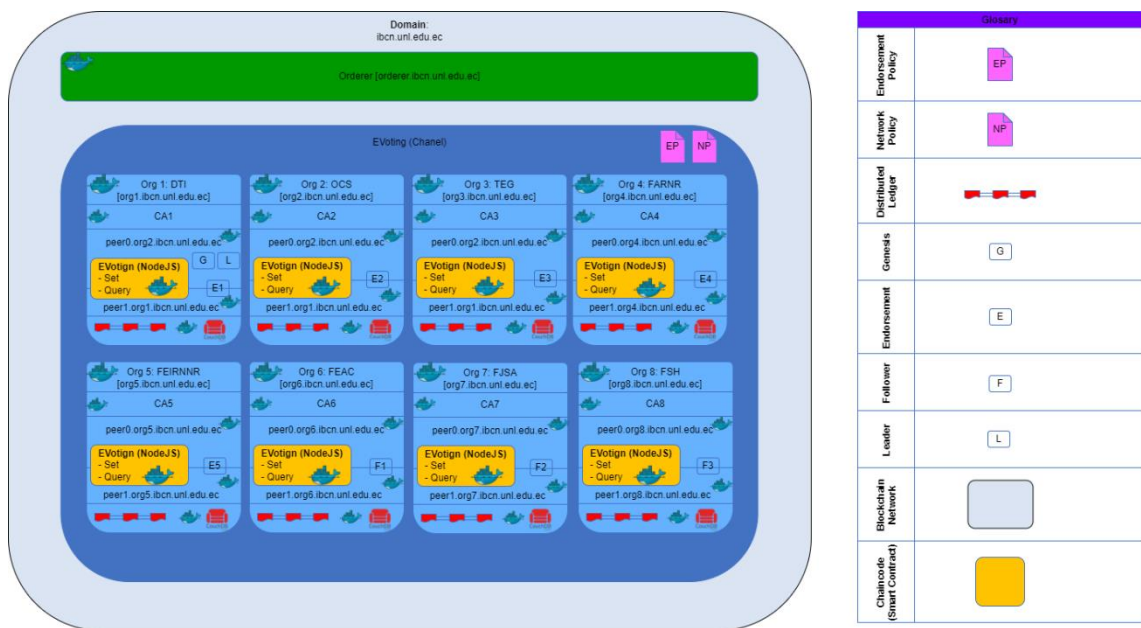 Domain:
ibcn.unl.edu.ec
Orderer [orderer.ibcn.unl.edu.ec]
EVoting (Chanel)
EP
NP
Org 1: DTI
[org1.ibcn.unl.edu.ec]
CA1
peer0.org2.ibcn.unl.edu.ec
EVotign (NodeJS)
- Set
- Query
G
L
E1
peer1.org1.ibcn.unl.edu.ec
CouchDB
Org 2: OCS
[org2.ibcn.unl.edu.ec]
CA2
peer0.org2.ibcn.unl.edu.ec
EVotign (NodeJS)
- Set
- Query
E2
peer1.org1.ibcn.unl.edu.ec
CouchDB
Org 3: TEG
[org3.ibcn.unl.edu.ec]
CA3
peer0.org2.ibcn.unl.edu.ec
EVotign (NodeJS)
- Set
- Query
E3
peer1.org1.ibcn.unl.edu.ec
CouchDB
Org 4: FARNR
[org4.ibcn.unl.edu.ec]
CA4
peer0.org4.ibcn.unl.edu.ec
EVotign (NodeJS)
- Set
- Query
E4
peer1.org4.ibcn.unl.edu.ec
CouchDB
Org 5: FEIRNNR
[org5.ibcn.unl.edu.ec]
CA5
peer0.org5.ibcn.unl.edu.ec
EVotign (NodeJS)
- Set
- Query
E5
peer1.org5.ibcn.unl.edu.ec
CouchDB
Org 6: FEAC
[org6.ibcn.unl.edu.ec]
CA6
peer0.org6.ibcn.unl.edu.ec
EVotign (NodeJS)
- Set
- Query
F1
peer1.org6.ibcn.unl.edu.ec
CouchDB
Org 7: FJSA
[org7.ibcn.unl.edu.ec]
CA7
peer0.org7.ibcn.unl.edu.ec
EVotign (NodeJS)
- Set
- Query
F2
peer1.org7.ibcn.unl.edu.ec
CouchDB
Org 8: FSH
[org8.ibcn.unl.edu.ec]
CA8
peer0.org8.ibcn.unl.edu.ec
EVotign (NodeJS)
- Set
- Query
F3
peer1.org8.ibcn.unl.edu.ec
CouchDB
Glosary
Endorsement
Policy
EP
Network
Policy
NP
Distributed
Ledger
Genesis
G
Endorsement
E
Follower
F
Leader
L
Blockchain
Network
Chaincode
(Smart Contract)